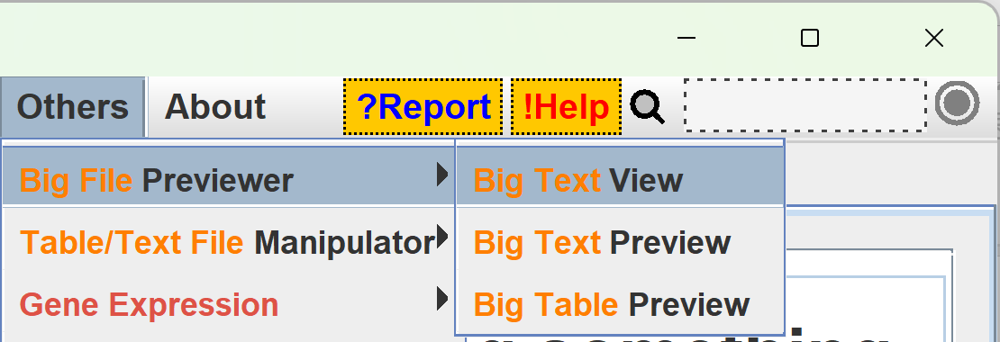 Others About ?Report !Help
Big File Previewer Big Text View
Table/Text File Manipulator Big Text Preview
Gene Expression Big Table Preview